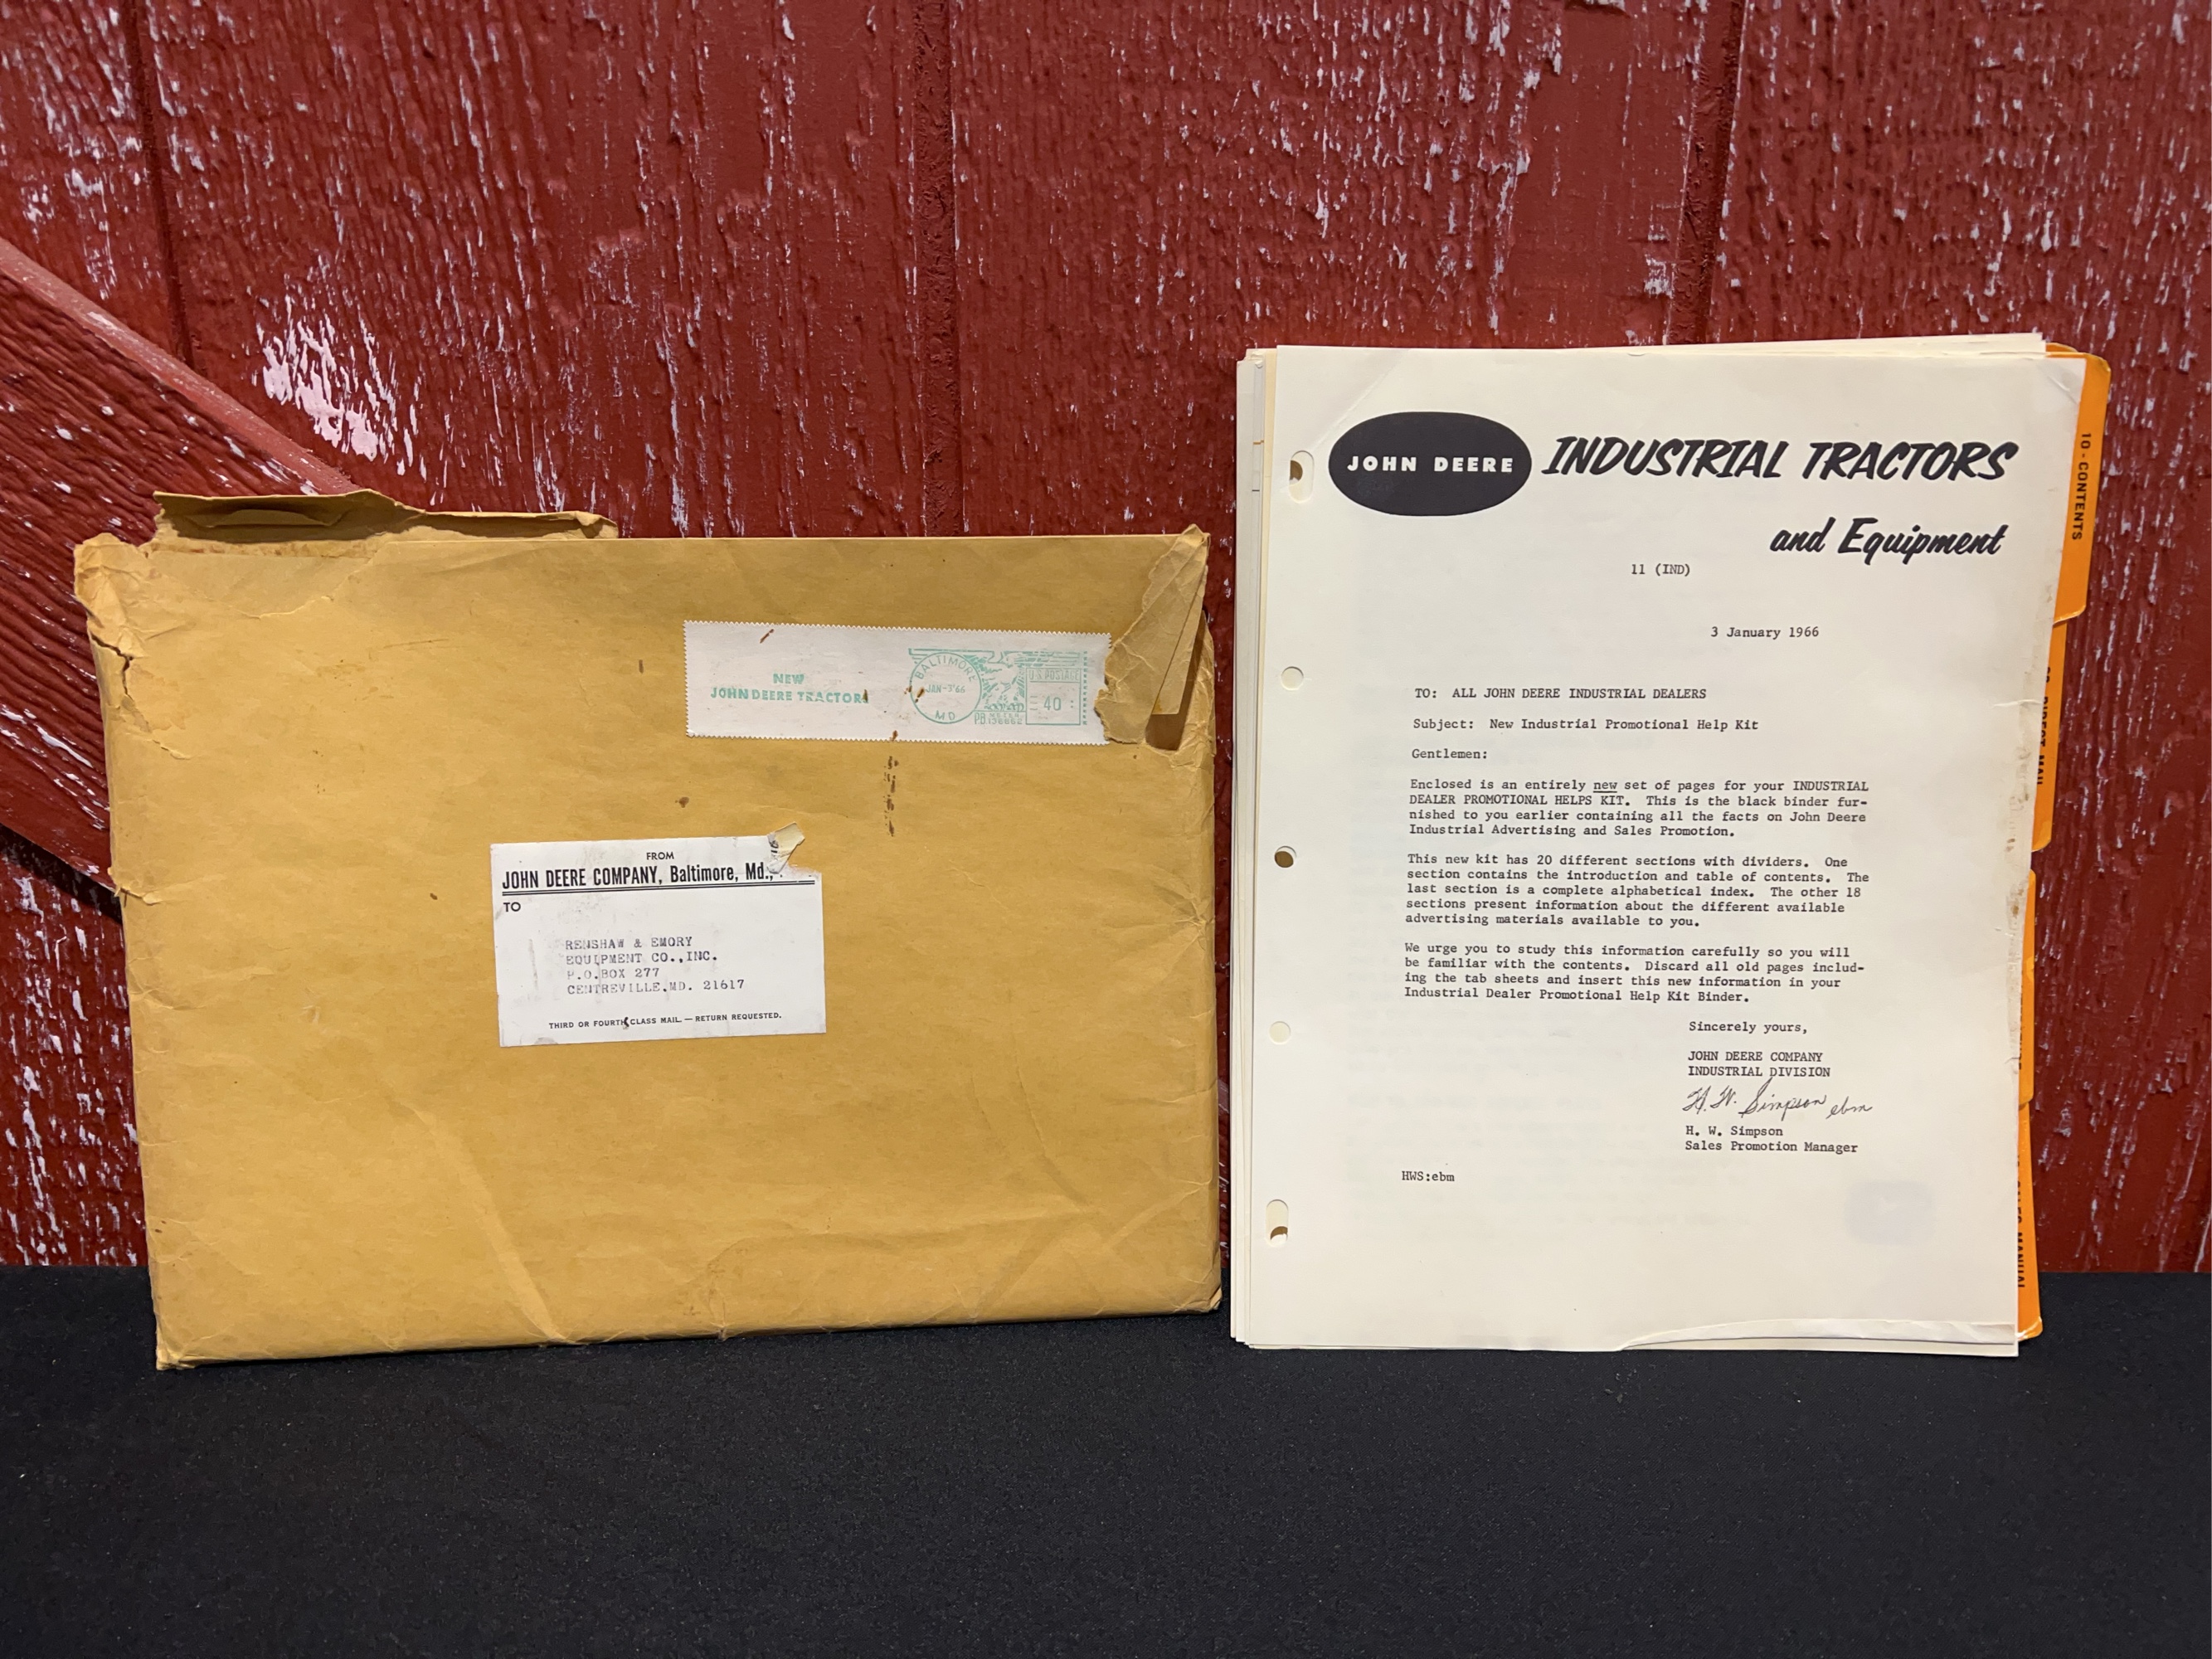 NEW
JOHN DEERE TRACTORS
BALTIMORE
JAN-3'66
MD
U.S. POSTAGE
40
PB METER
FROM
JOHN DEERE COMPANY, Baltimore, Md.,
TO
RENSHAW & EMORY
EQUIPMENT CO.,INC.
P.O.BOX 277
CENTREVILLE,MD. 21617
THIRD OR FOURTH CLASS MAIL — RETURN REQUESTED.
JOHN DEERE INDUSTRIAL TRACTORS
and Equipment
11 (IND)
3 January 1966
TO: ALL JOHN DEERE INDUSTRIAL DEALERS
Subject: New Industrial Promotional Help Kit
Gentlemen:
Enclosed is an entirely new set of pages for your INDUSTRIAL
DEALER PROMOTIONAL HELPS KIT. This is the black binder fur-
nished to you earlier containing all the facts on John Deere
Industrial Advertising and Sales Promotion.
This new kit has 20 different sections with dividers. One
section contains the introduction and table of contents. The
last section is a complete alphabetical index. The other 18
sections present information about the different available
advertising materials available to you.
We urge you to study this information carefully so you will
be familiar with the contents. Discard all old pages includ-
ing the tab sheets and insert this new information in your
Industrial Dealer Promotional Help Kit Binder.
Sincerely yours,
JOHN DEERE COMPANY
INDUSTRIAL DIVISION
H. W. Simpson ebm
H. W. Simpson
Sales Promotion Manager
HWS:ebm
10 - CONTENTS
DIRECT MAIL
MANUAL